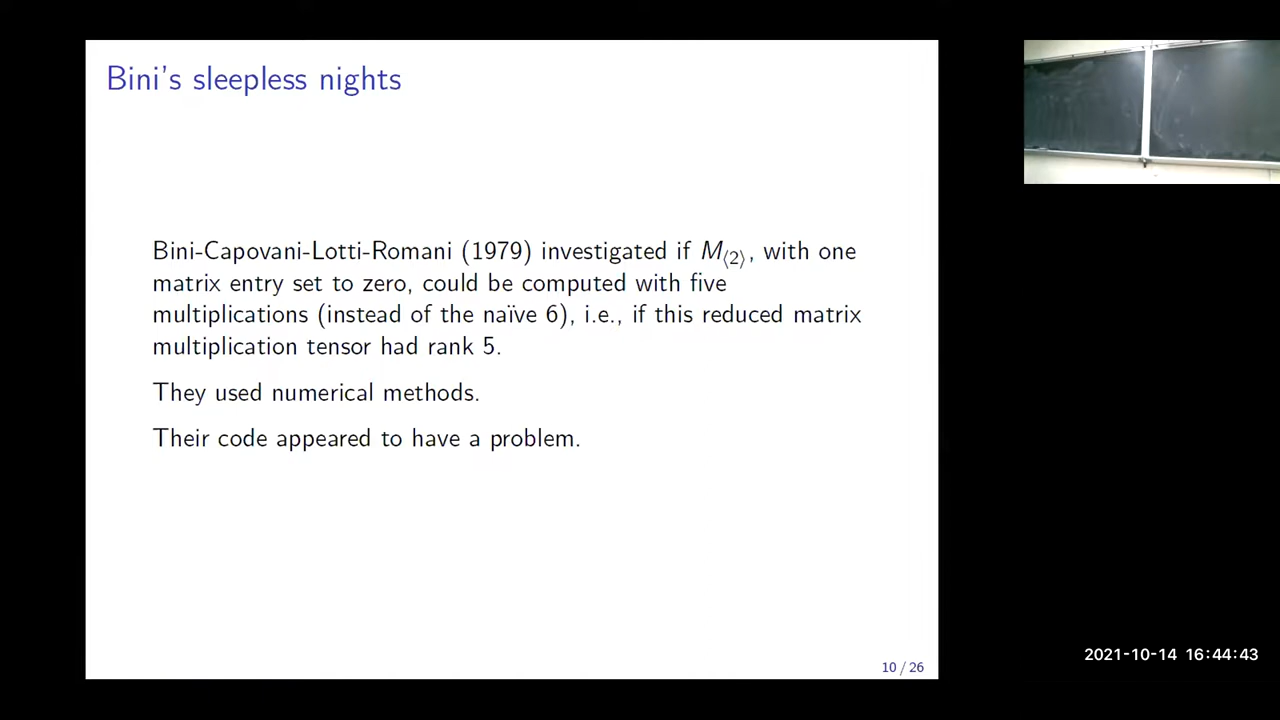 Bini's sleepless nights
Bini-Capovani-Lotti-Romani (1979) investigated if M⟨2⟩, with one
matrix entry set to zero, could be computed with five
multiplications (instead of the naïve 6), i.e., if this reduced matrix
multiplication tensor had rank 5.
They used numerical methods.
Their code appeared to have a problem.
10 / 26
2021-10-14 16:44:43